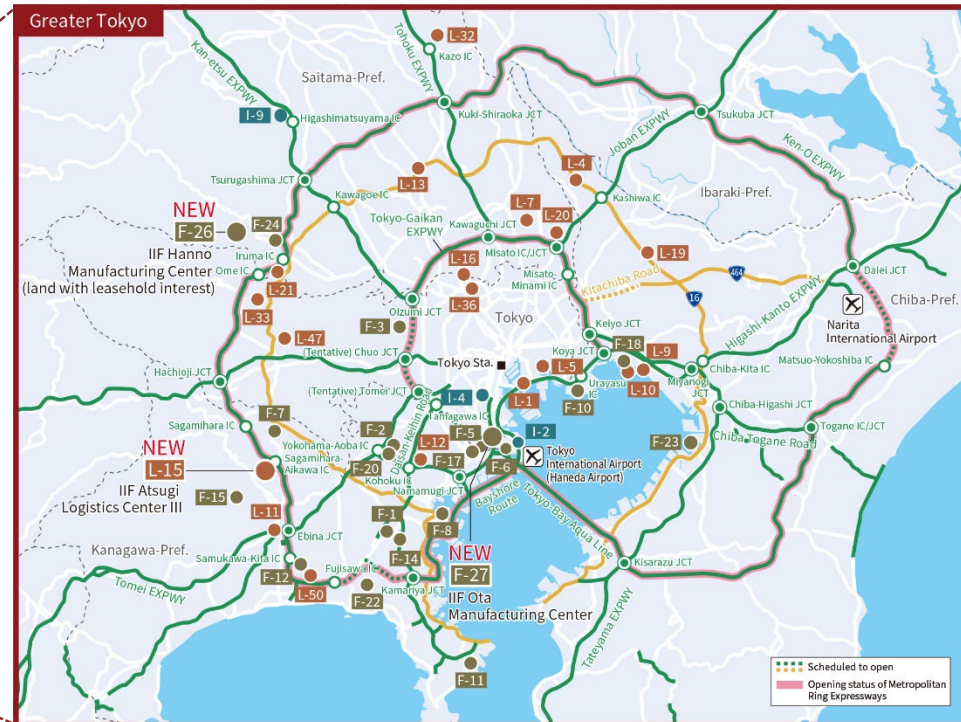 Greater Tokyo
L-32
Kazo IC
Tohoku EXPWY
Kan-etsu EXPWY
Saitama-Pref.
I-9
Higashimatsuyama IC
Kuki-Shiraoka JCT
Tsukuba JCT
Joban EXPWY
Ken-O EXPWY
L-13
L-4
Tsurugashima JCT
Kawagoe IC
Kashiwa IC
Ibaraki-Pref.
NEW
F-26
F-24
Tokyo-Gaikan
EXPWY
Kawaguchi JCT
L-7
L-20
IIF Hanno
Manufacturing Center
(land with leasehold interest)
Iruma IC
Ome IC
L-21
L-33
L-16
L-36
Misato IC/JCT
Misato-
Minami IC
L-19
Kitachiba Road
464
16
Daiei JCT
Higashi-Kanto EXPWY
Chiba-Pref.
Oizumi JCT
F-3
Tokyo
Narita
International Airport
L-47
(Tentative) Chuo JCT
Tokyo Sta.
Keiyo JCT
Koya JCT
F-18
L-9
Chiba-Kita IC
Matsuo-Yokoshiba IC
Hachioji JCT
(Tentative) Tomei JCT
L-5
L-1
Urayasu
IC
F-10
L-10
Miyanogi
JCT
Chiba-Higashi JCT
Sagamihara IC
F-7
I-4
Tamagawa IC
Daisan-Keihin Road
Togane IC/JCT
Chiba Togane Road
Yokohama-Aoba IC
F-2
L-12
F-5
I-2
F-23
Sagamihara-
Aikawa IC
F-20
Kohoku IC
F-17
F-6
Tokyo
International Airport
(Haneda Airport)
NEW
L-15
IIF Atsugi
Logistics Center III
F-15
Namamugi JCT
Bayshore
Route
Tokyo-Bay Aqua Line
L-11
Ebina JCT
F-1
F-8
F-14
Kanagawa-Pref.
Samukawa-Kita IC
Fujisawa IC
NEW
F-27
IIF Ota
Manufacturing Center
Kisarazu JCT
Tomei EXPWY
F-12
L-50
F-22
Kamariya JCT
Tateyama EXPWY
F-11
Scheduled to open
Opening status of Metropolitan
Ring Expressways